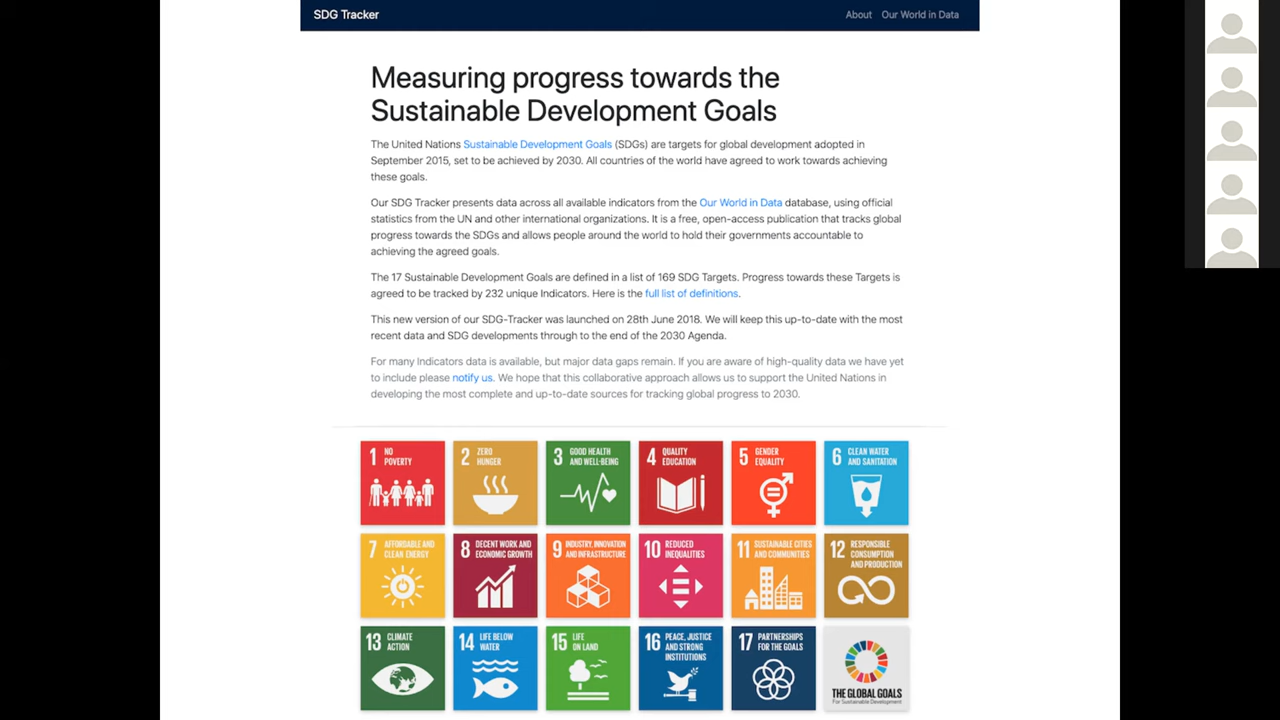 SDG Tracker
About
Our World in Data
Measuring progress towards the
Sustainable Development Goals
The United Nations Sustainable Development Goals (SDGs) are targets for global development adopted in
September 2015, set to be achieved by 2030. All countries of the world have agreed to work towards achieving
these goals.
Our SDG Tracker presents data across all available indicators from the Our World in Data database, using official
statistics from the UN and other international organizations. It is a free, open-access publication that tracks global
progress towards the SDGs and allows people around the world to hold their governments accountable to
achieving the agreed goals.
The 17 Sustainable Development Goals are defined in a list of 169 SDG Targets. Progress towards these Targets is
agreed to be tracked by 232 unique Indicators. Here is the full list of definitions.
This new version of our SDG-Tracker was launched on 28th June 2018. We will keep this up-to-date with the most
recent data and SDG developments through to the end of the 2030 Agenda.
For many Indicators data is available, but major data gaps remain. If you are aware of high-quality data we have yet
to include please notify us. We hope that this collaborative approach allows us to support the United Nations in
developing the most complete and up-to-date sources for tracking global progress to 2030.
1 NO
POVERTY
2 ZERO
HUNGER
3 GOOD HEALTH
AND WELL-BEING
4 QUALITY
EDUCATION
5 GENDER
EQUALITY
6 CLEAN WATER
AND SANITATION
7 AFFORDABLE AND
CLEAN ENERGY
8 DECENT WORK AND
ECONOMIC GROWTH
9 INDUSTRY, INNOVATION
AND INFRASTRUCTURE
10 REDUCED
INEQUALITIES
11 SUSTAINABLE CITIES
AND COMMUNITIES
12 RESPONSIBLE
CONSUMPTION
AND PRODUCTION
13 CLIMATE
ACTION
14 LIFE BELOW
WATER
15 LIFE
ON LAND
16 PEACE, JUSTICE
AND STRONG
INSTITUTIONS
17 PARTNERSHIPS
FOR THE GOALS
THE GLOBAL GOALS
For Sustainable Development